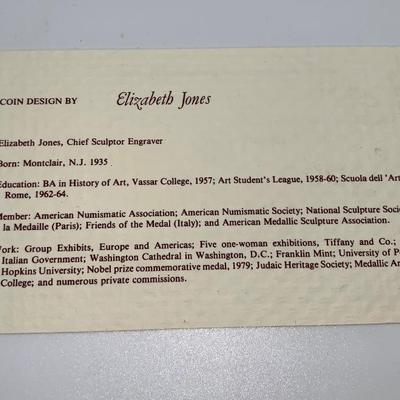 COIN DESIGN BY Elizabeth Jones
Elizabeth Jones, Chief Sculptor Engraver
Born: Montclair, N.J. 1935
Education: BA in History of Art, Vassar College, 1957; Art Student's League, 1958-60; Scuola dell'
Rome, 1962-64.
Member: American Numismatic Association; American Numismatic Society; National Sculpture
la Medaille (Paris); Friends of the Medal (Italy); and American Medallic Sculpture Association.
Work: Group Exhibits, Europe and Americas; Five one-woman exhibitions, Tiffany and Co.;
Italian Government; Washington Cathedral in Washington, D.C.; Franklin Mint; University of
Hopkins University; Nobel prize commemorative medal, 1979; Judaic Heritage Society; Medallic
College; and numerous private commissions.